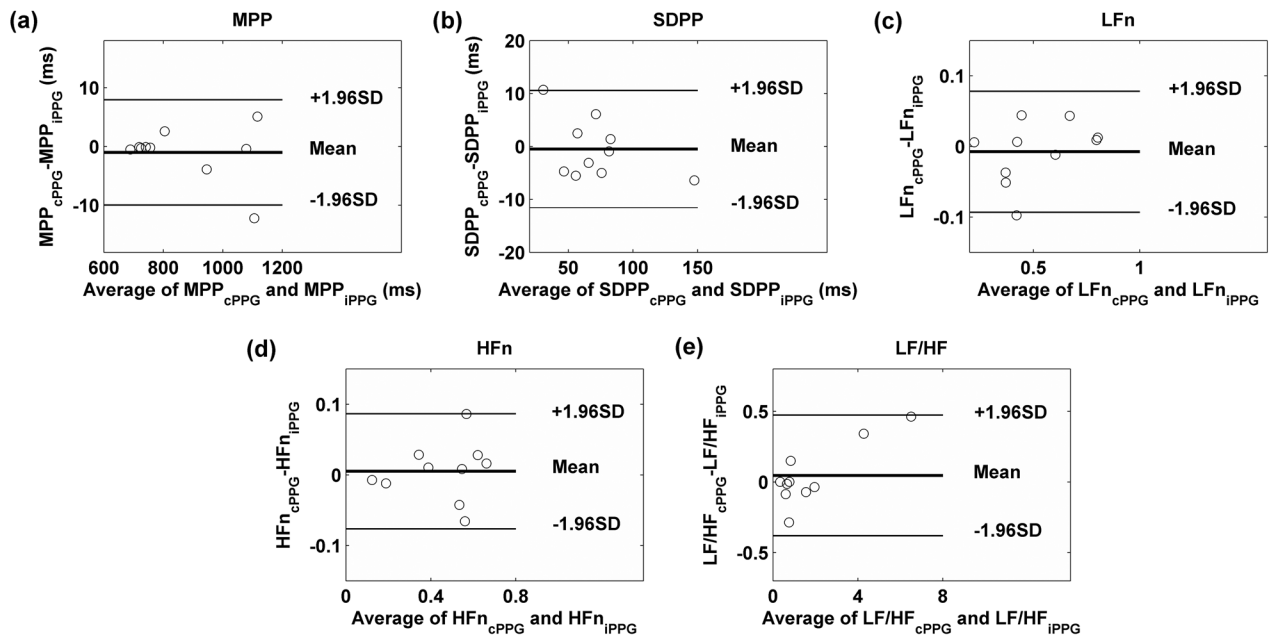 (a)
MPP
MPPcPPG-MPPiPPG (ms)
10
0
-10
+1.96SD
Mean
-1.96SD
600 800 1000 1200
Average of MPPcPPG and MPPiPPG (ms)
(b)
SDPP
SDPPcPPG-SDPPiPPG (ms)
20
10
0
-10
-20
+1.96SD
Mean
-1.96SD
50 100 150
Average of SDPPcPPG and SDPPiPPG (ms)
(c)
LFn
LFncPPG-LFniPPG
0.1
0
-0.1
+1.96SD
Mean
-1.96SD
0.5 1
Average of LFncPPG and LFniPPG
(d)
HFn
HFncPPG-HFniPPG
0.1
0
-0.1
+1.96SD
Mean
-1.96SD
0 0.4 0.8
Average of HFncPPG and HFniPPG
(e)
LF/HF
LF/HFcPPG-LF/HFiPPG
0.5
0
-0.5
+1.96SD
Mean
-1.96SD
0 4 8
Average of LF/HFcPPG and LF/HFiPPG